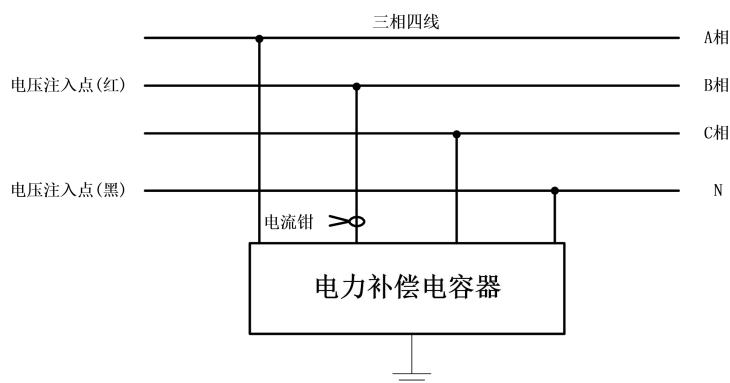 三相四线
A相
电压注入点(红)
B相
C相
电压注入点(黑)
N
电流钳
电力补偿电容器